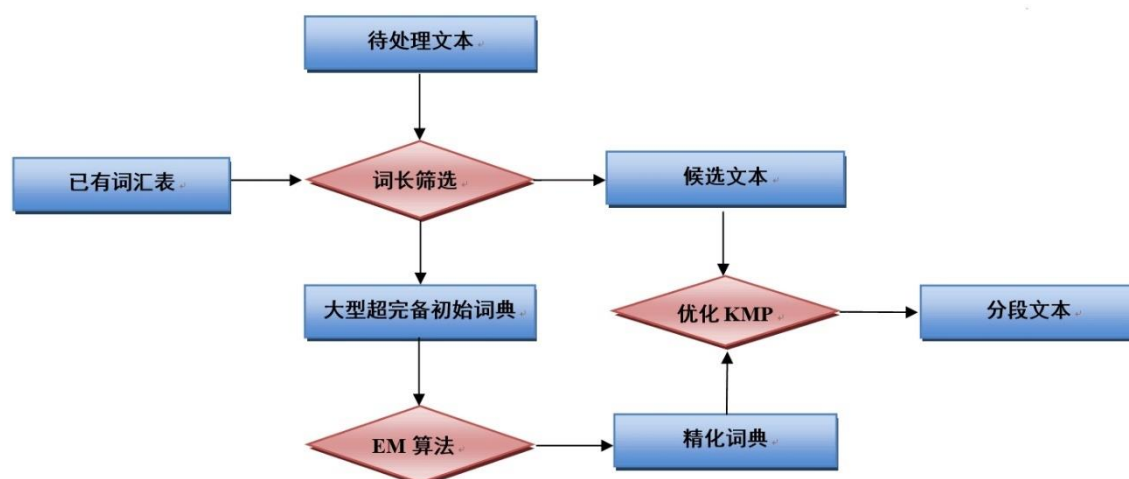 待处理文本
已有词汇表
词长筛选
候选文本
大型超完备初始词典
优化 KMP
分段文本
EM 算法
精化词典